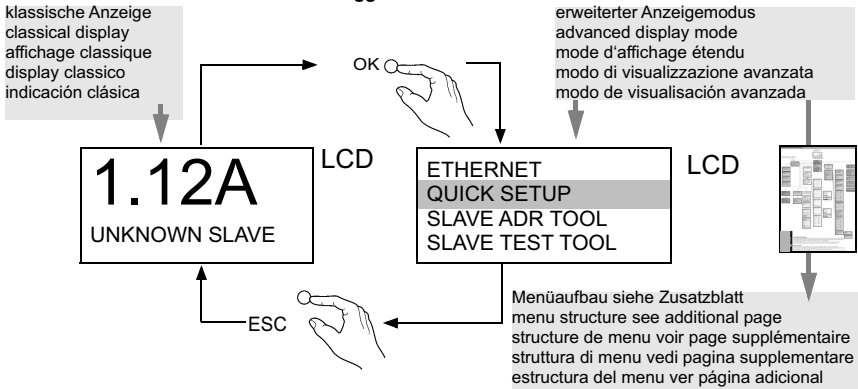 klassische Anzeige
classical display
affichage classique
display classico
indicación clásica
erweiterter Anzeigemodus
advanced display mode
mode d'affichage étendu
modo di visualizzazione avanzata
modo de visualisación avanzada
OK
1.12A
UNKNOWN SLAVE
LCD
ETHERNET
QUICK SETUP
SLAVE ADR TOOL
SLAVE TEST TOOL
LCD
ESC
Menüaufbau siehe Zusatzblatt
menu structure see additional page
structure de menu voir page supplémentaire
struttura di menu vedi pagina supplementare
estructura del menu ver página adicional